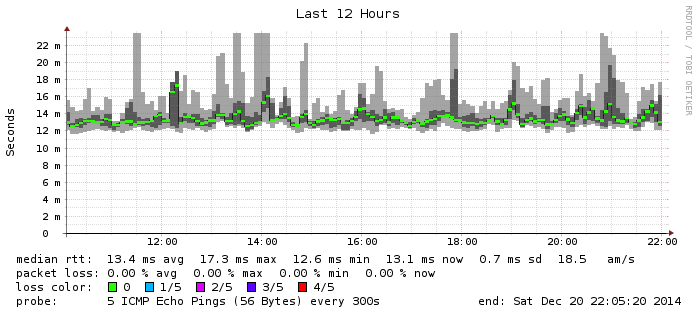 Last 12 Hours
RRDTOOL / TOBI OETIKER
Seconds
22 m
20 m
18 m
16 m
14 m
12 m
10 m
8 m
6 m
4 m
2 m
0
12:00 14:00 16:00 18:00 20:00 22:00
median rtt: 13.4 ms avg 17.3 ms max 12.6 ms min 13.1 ms now 0.7 ms sd 18.5 am/s
packet loss: 0.00 % avg 0.00 % max 0.00 % min 0.00 % now
loss color: 0 1/5 2/5 3/5 4/5
probe: 5 ICMP Echo Pings (56 Bytes) every 300s end: Sat Dec 20 22:05:20 2014